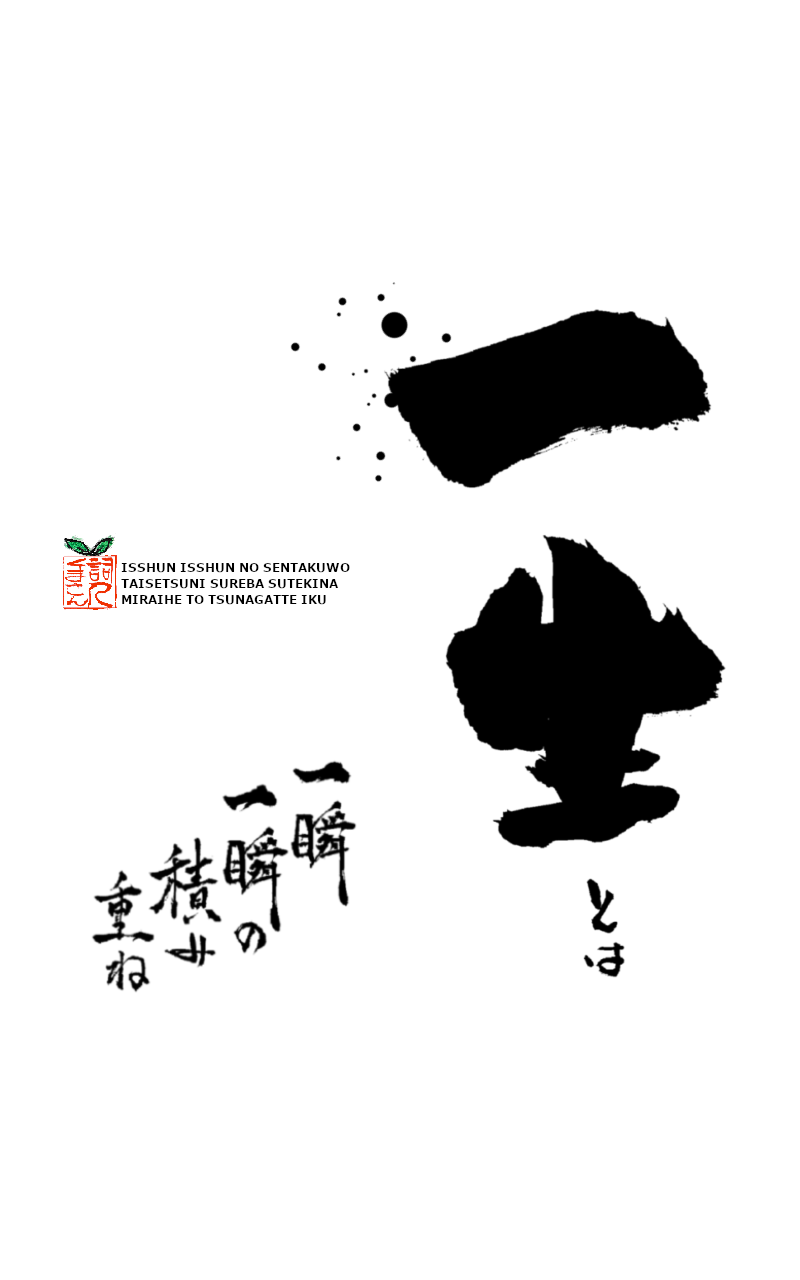 一生
とは
一瞬
一瞬の
積み
重ね
ISSHUN ISSHUN NO SENTAKUWO
TAISETSUNI SUREBA SUTEKINA
MIRAIHE TO TSUNAGATTE IKU